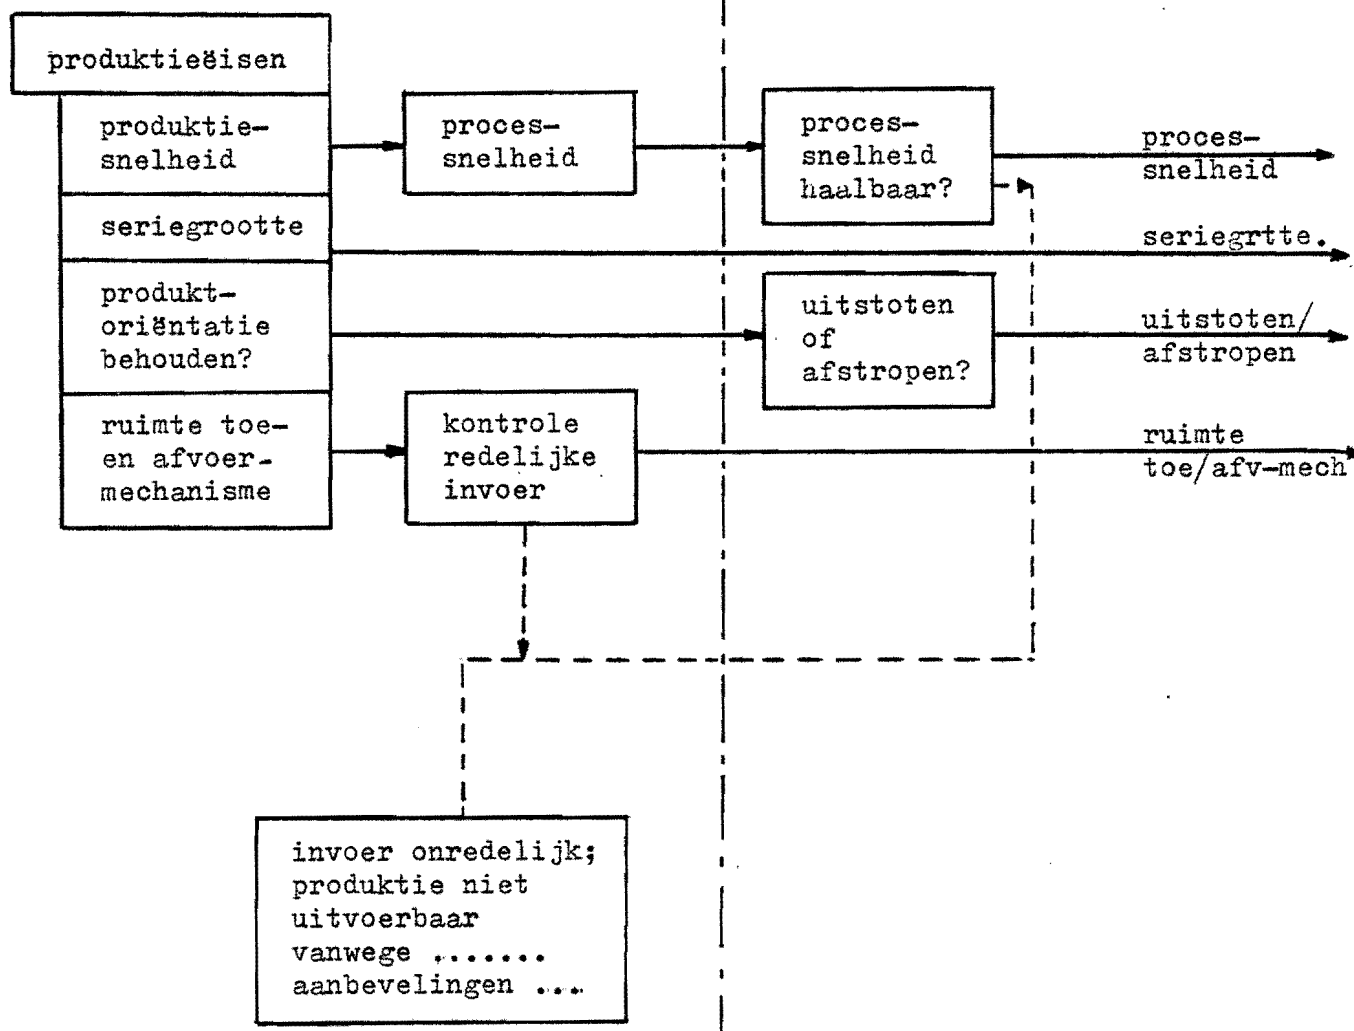 produktieëisen
produktie-
snelheid
seriegrootte
produkt-
oriëntatie
behouden?
ruimte toe-
en afvoer-
mechanisme
proces-
snelheid
kontrole
redelijke
invoer
proces-
snelheid
haalbaar?
uitstoten
of
afstropen?
proces-
snelheid
seriegrtte.
uitstoten/
afstropen
ruimte
toe/afv-mech
invoer onredelijk;
produktie niet
uitvoerbaar
vanwege .......
aanbevelingen ....